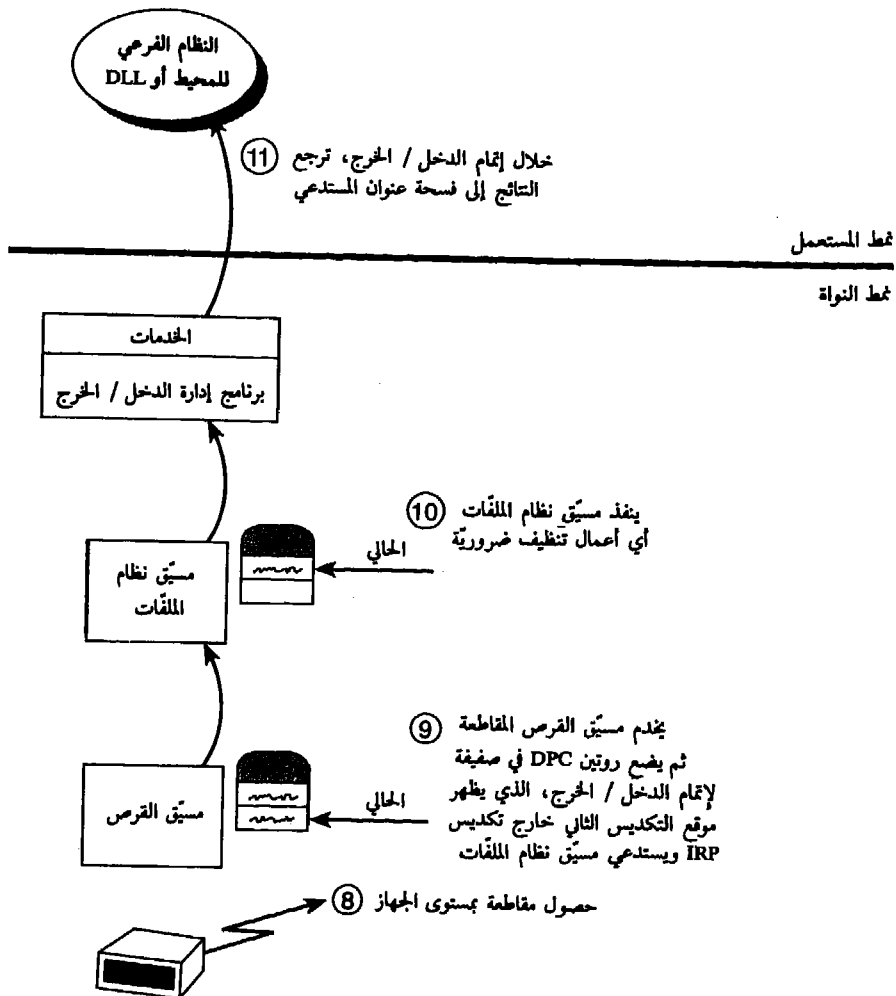 النظام الفرعي
للمحيط أو DLL
⑪ خلال إتمام الدخل / الخرج، ترجع
النتائج إلى فسحة عنوان المستدعي
نمط المستعمل
نمط النواة
الخدمات
برنامج إدارة الدخل / الخرج
⑩ ينفذ مسيّق نظام الملفّات
أي أعمال تنظيف ضروريّة
الحالي
مسيّق نظام
الملفّات
⑨ يخدم مسيّق القرص المقاطعة
ثم يضع روتين DPC في صفيفة
لإتمام الدخل / الخرج، الذي يظهر
موقع التكديس الثاني خارج تكديس
IRP ويستدعي مسيّق نظام الملفّات
الحالي
مسيّق القرص
⑧ حصول مقاطعة بمستوى الجهاز